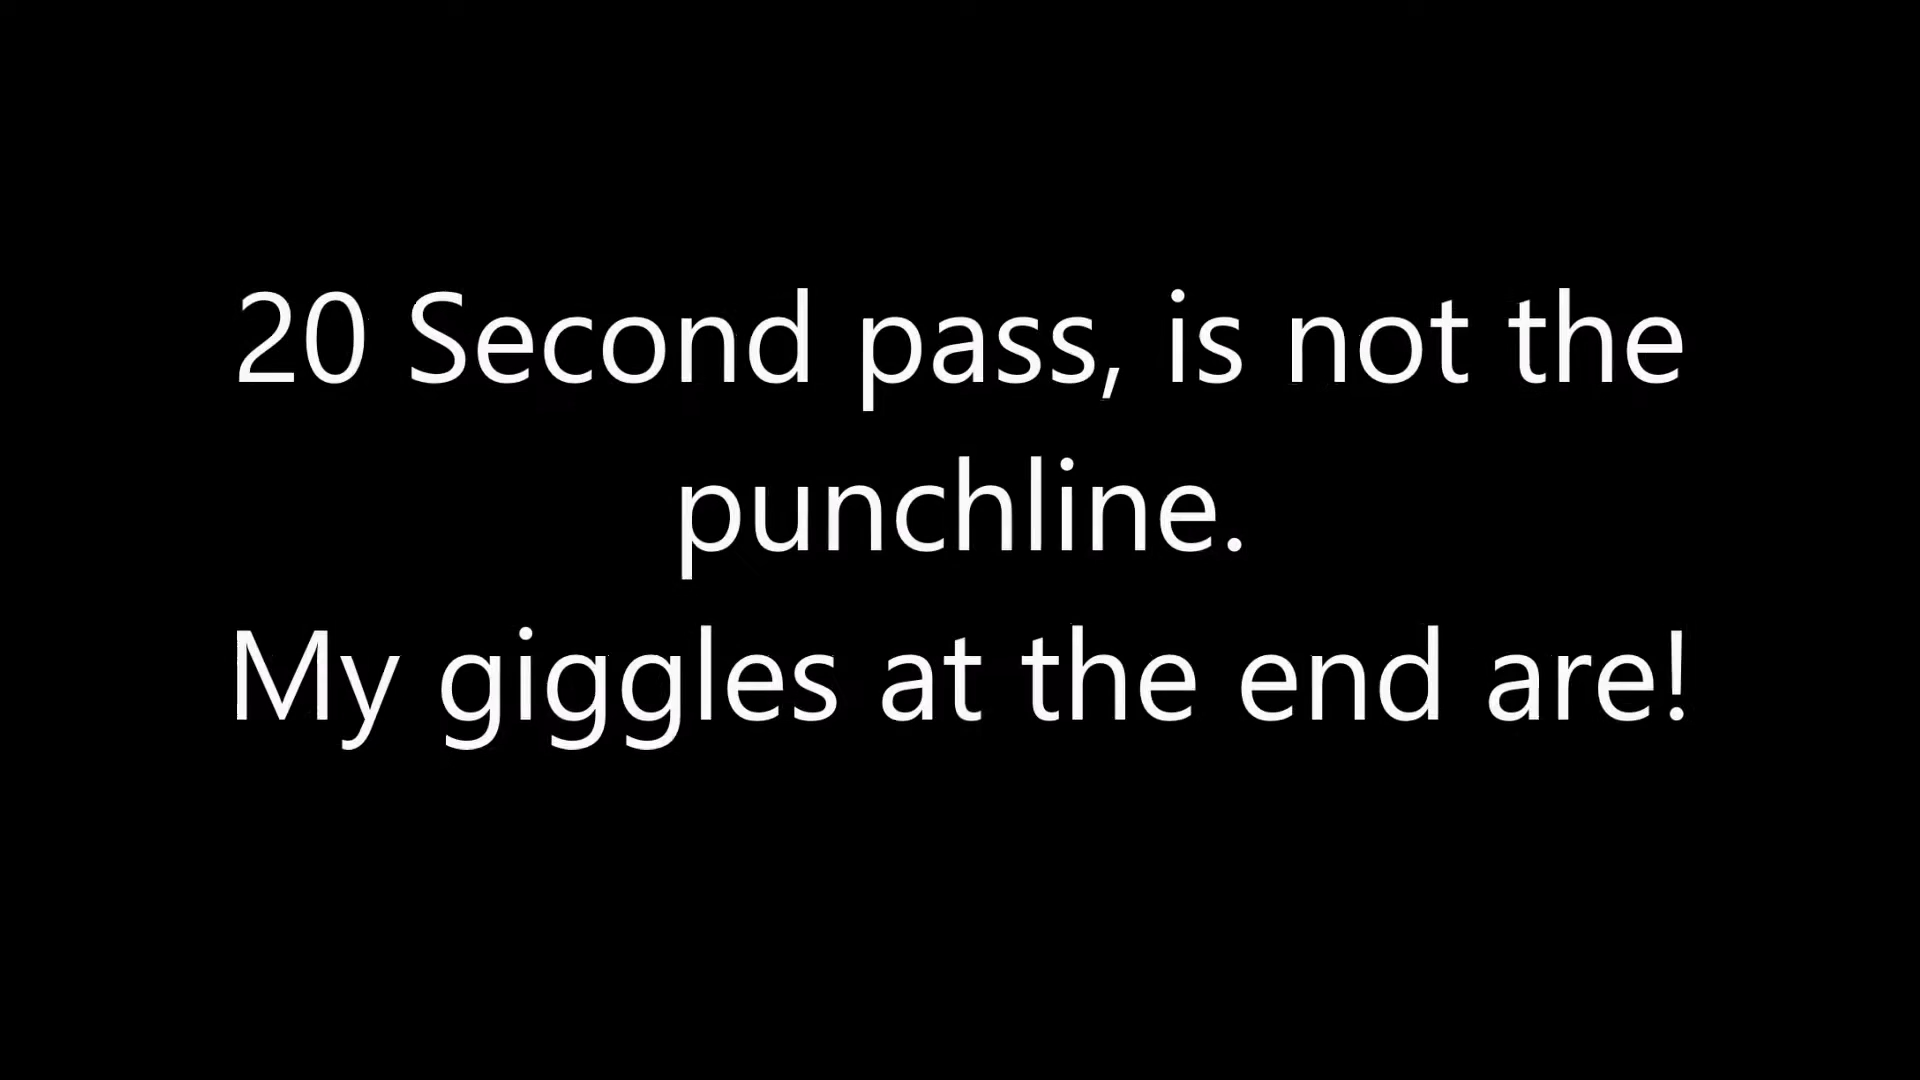 20 Second pass, is not the
punchline.
My giggles at the end are!